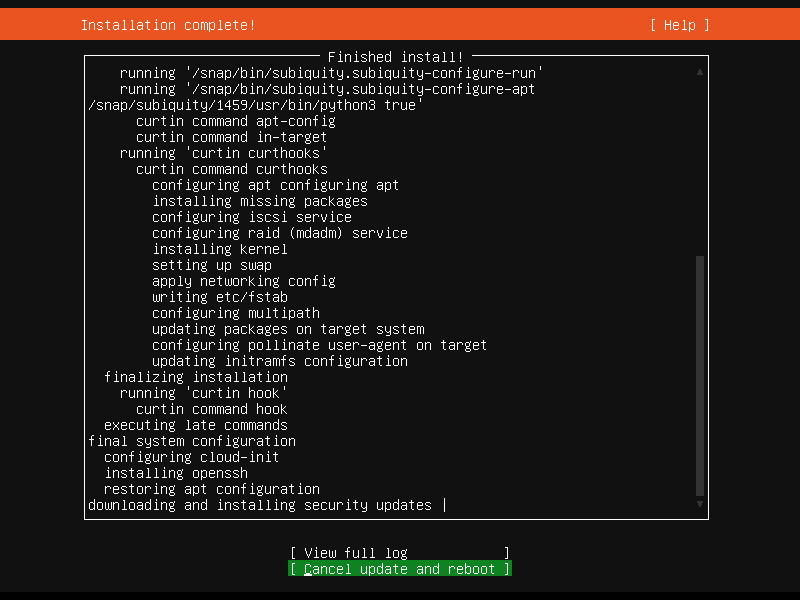 Installation complete! [ Help ]
Finished install!
running '/snap/bin/subiquity.subiquity-configure-run'
running '/snap/bin/subiquity.subiquity-configure-apt
/snap/subiquity/1459/usr/bin/python3 true'
curtin command apt-config
curtin command in-target
running 'curtin curthooks'
curtin command curthooks
configuring apt configuring apt
installing missing packages
configuring iscsi service
configuring raid (mdadm) service
installing kernel
setting up swap
apply networking config
writing etc/fstab
configuring multipath
updating packages on target system
configuring pollinate user-agent on target
updating initramfs configuration
finalizing installation
running 'curtin hook'
curtin command hook
executing late commands
final system configuration
configuring cloud-init
installing openssh
restoring apt configuration
downloading and installing security updates |
[ View full log ]
[ Cancel update and reboot ]